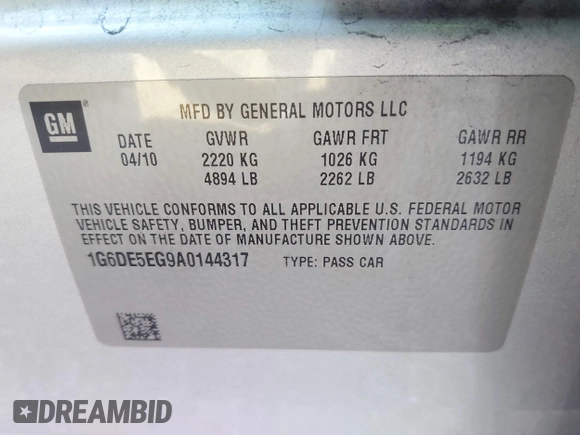 GM ®
MFD BY GENERAL MOTORS LLC
DATE GVWR GAWR FRT GAWR RR
04/10 2220 KG 1026 KG 1194 KG
4894 LB 2262 LB 2632 LB
THIS VEHICLE CONFORMS TO ALL APPLICABLE U.S. FEDERAL MOTOR
VEHICLE SAFETY, BUMPER, AND THEFT PREVENTION STANDARDS IN
EFFECT ON THE DATE OF MANUFACTURE SHOWN ABOVE.
1G6DE5EG9A0144317 TYPE: PASS CAR
DREAMBID